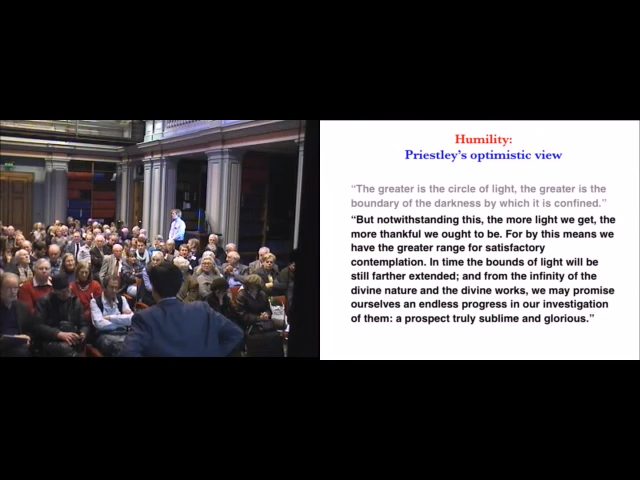 Humility:
Priestley's optimistic view
“The greater is the circle of light, the greater is the
boundary of the darkness by which it is confined.”
“But notwithstanding this, the more light we get, the
more thankful we ought to be. For by this means we
have the greater range for satisfactory
contemplation. In time the bounds of light will be
still farther extended; and from the infinity of the
divine nature and the divine works, we may promise
ourselves an endless progress in our investigation
of them: a prospect truly sublime and glorious.”